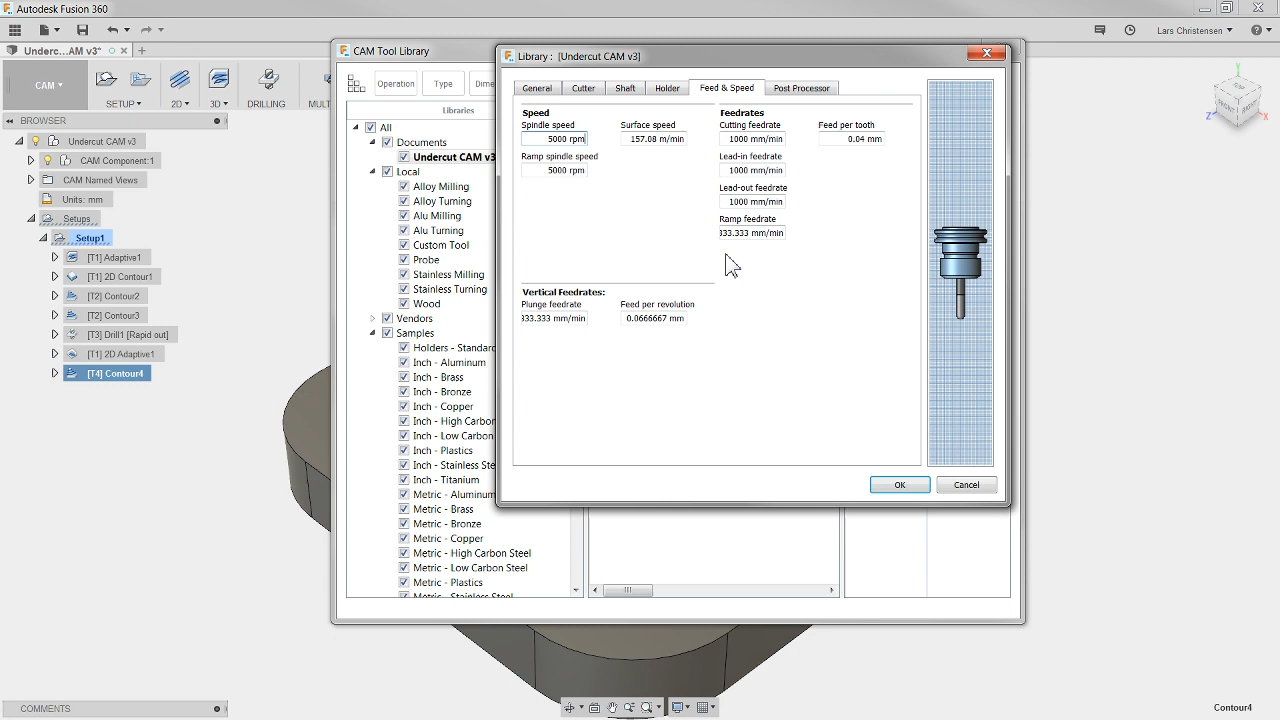 Autodesk Fusion 360
Underc...AM v3*
Lars Christensen
CAM
SETUP
2D
3D
DRILLING
BROWSER
Undercut CAM v3
CAM Component:1
CAM Named Views
Units: mm
Setups
Setup1
[T1] Adaptive1
[T1] 2D Contour1
[T2] Contour2
[T2] Contour3
[T3] Drill1 [Rapid out]
[T1] 2D Adaptive1
[T4] Contour4
CAM Tool Library
Operation
Type
Libraries
All
Documents
Undercut CAM v3
Local
Alloy Milling
Alloy Turning
Alu Milling
Alu Turning
Custom Tool
Probe
Stainless Milling
Stainless Turning
Wood
Vendors
Samples
Holders - Standard
Inch - Aluminum
Inch - Brass
Inch - Bronze
Inch - Copper
Inch - High Carbon
Inch - Low Carbon
Inch - Plastics
Inch - Stainless Ste
Inch - Titanium
Metric - Aluminum
Metric - Brass
Metric - Bronze
Metric - Copper
Metric - High Carbon Steel
Metric - Low Carbon Steel
Metric - Plastics
Metric - Stainless Steel
Library : [Undercut CAM v3]
General
Cutter
Shaft
Holder
Feed & Speed
Post Processor
Speed
Spindle speed
5000 rpm
Surface speed
157.08 m/min
Ramp spindle speed
5000 rpm
Feedrates
Cutting feedrate
1000 mm/min
Feed per tooth
0.04 mm
Lead-in feedrate
1000 mm/min
Lead-out feedrate
1000 mm/min
Ramp feedrate
333.333 mm/min
Vertical Feedrates:
Plunge feedrate
333.333 mm/min
Feed per revolution
0.0666667 mm
OK
Cancel
FRONT
Z
X
Y
COMMENTS
Contour4